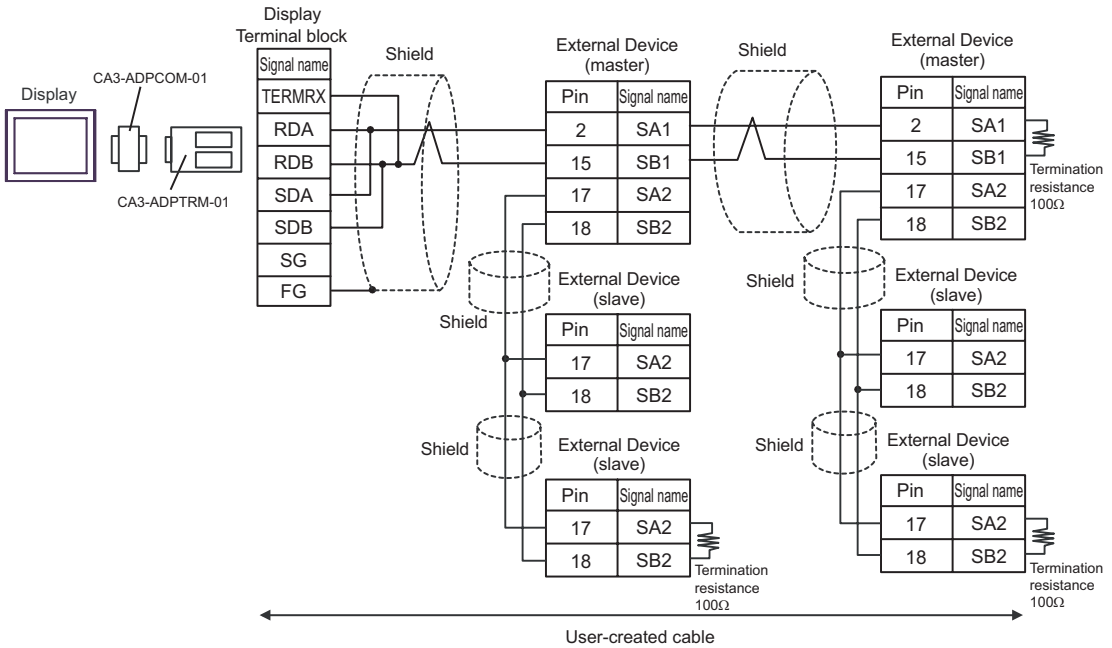 Display
CA3-ADPCOM-01
CA3-ADPTRM-01
Display
Terminal block
Signal name
TERMRX
RDA
RDB
SDA
SDB
SG
FG
Shield
External Device
(master)
Pin Signal name
2 SA1
15 SB1
17 SA2
18 SB2
Shield
External Device
(master)
Pin Signal name
2 SA1
15 SB1
17 SA2
18 SB2
Termination
resistance
100Ω
Shield
External Device
(slave)
Pin Signal name
17 SA2
18 SB2
Shield
External Device
(slave)
Pin Signal name
17 SA2
18 SB2
Shield
External Device
(slave)
Pin Signal name
17 SA2
18 SB2
Termination
resistance
100Ω
Shield
External Device
(slave)
Pin Signal name
17 SA2
18 SB2
Termination
resistance
100Ω
User-created cable